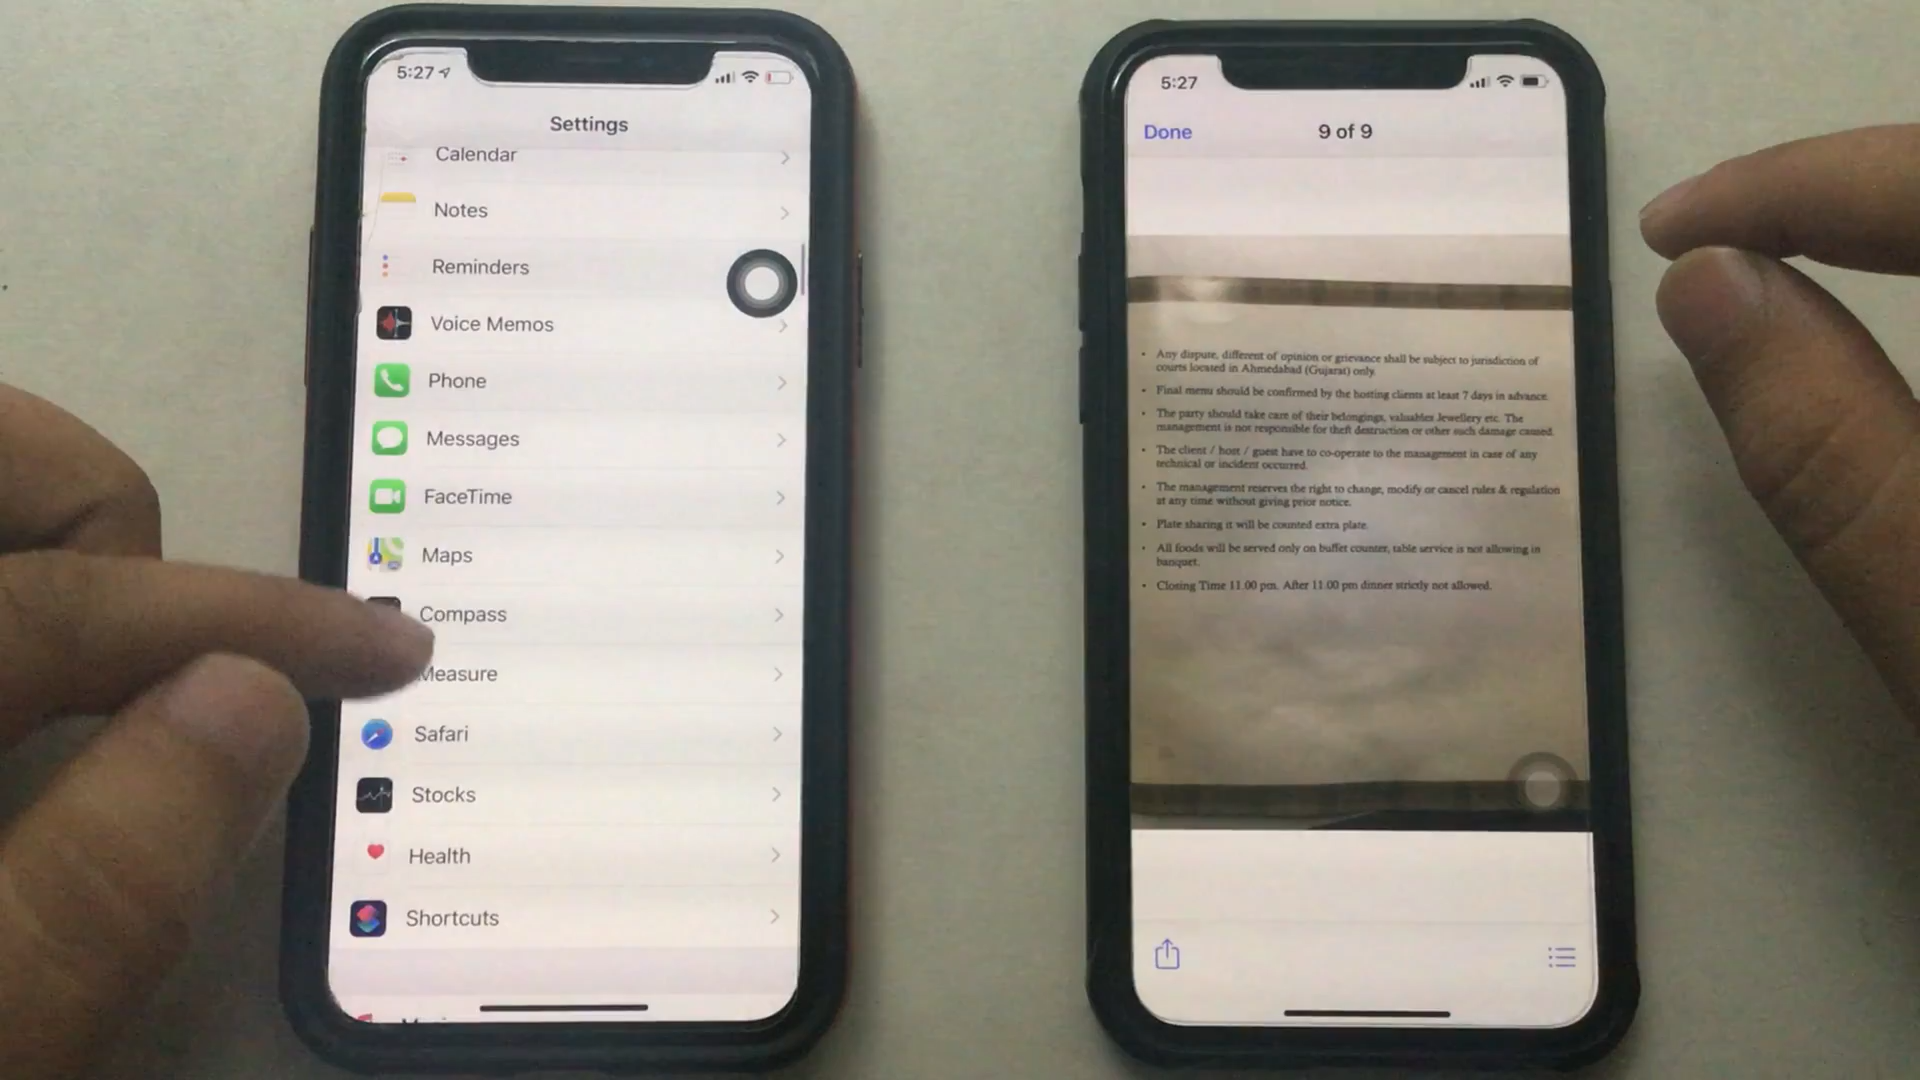 5:27
Settings
Calendar
Notes
Reminders
Voice Memos
Phone
Messages
FaceTime
Maps
Compass
Measure
Safari
Stocks
Health
Shortcuts
5:27
Done
9 of 9
• Any dispute, different of opinion or grievance shall be subject to jurisdiction of
courts located in Ahmedabad (Gujarat) only.
• Final menu should be confirmed by the hosting clients at least 7 days in advance.
• The party should take care of their belongings, valuables Jewellery etc. The
management is not responsible for theft destruction or other such damage caused.
• The client / host / guest have to co-operate to the management in case of any
technical or incident occurred.
• The management reserves the right to change, modify or cancel rules & regulation
at any time without giving prior notice.
• Plate sharing it will be counted extra plate.
• All foods will be served only on buffet counter, table service is not allowing in
banquet.
• Closing Time 11.00 pm. After 11.00 pm dinner strictly not allowed.